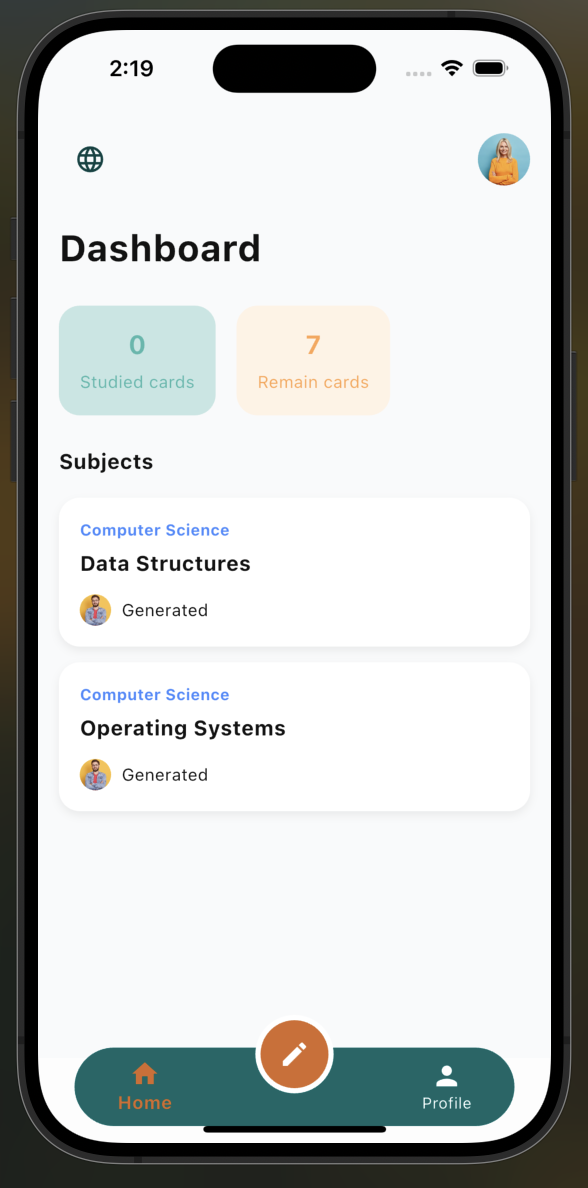 2:19
Dashboard
0
Studied cards
7
Remain cards
Subjects
Computer Science
Data Structures
Generated
Computer Science
Operating Systems
Generated
Home
Profile